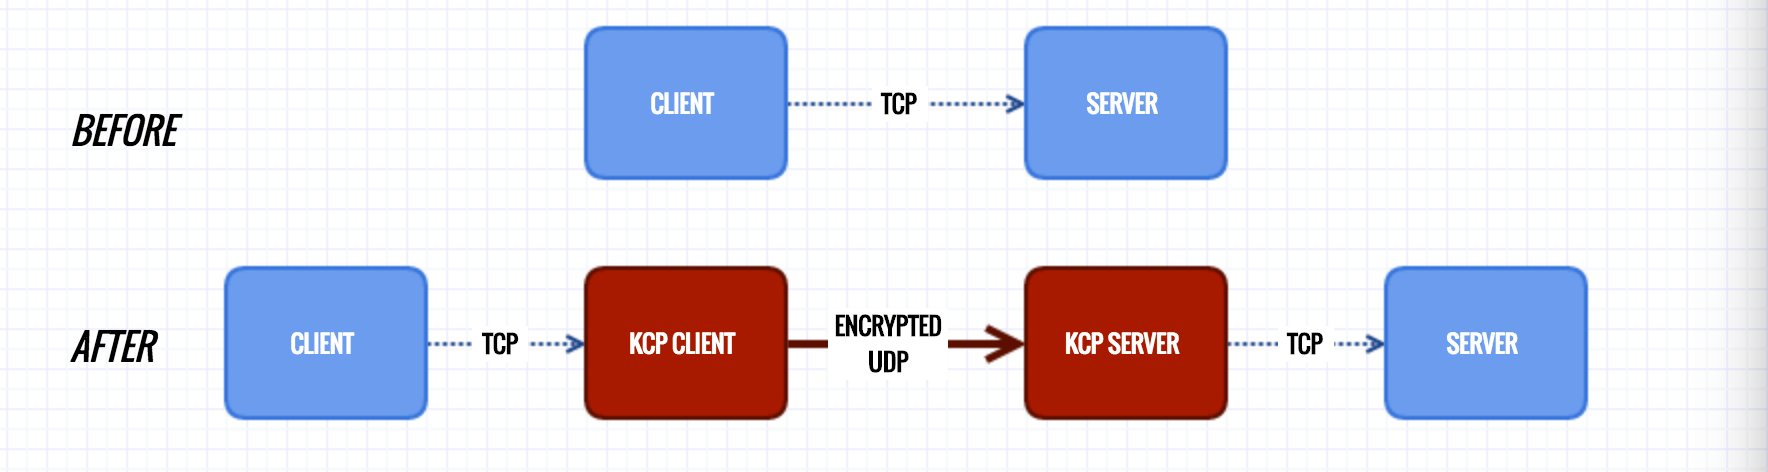 BEFORE
CLIENT
TCP
SERVER
AFTER
CLIENT
TCP
KCP CLIENT
ENCRYPTED
UDP
KCP SERVER
TCP
SERVER